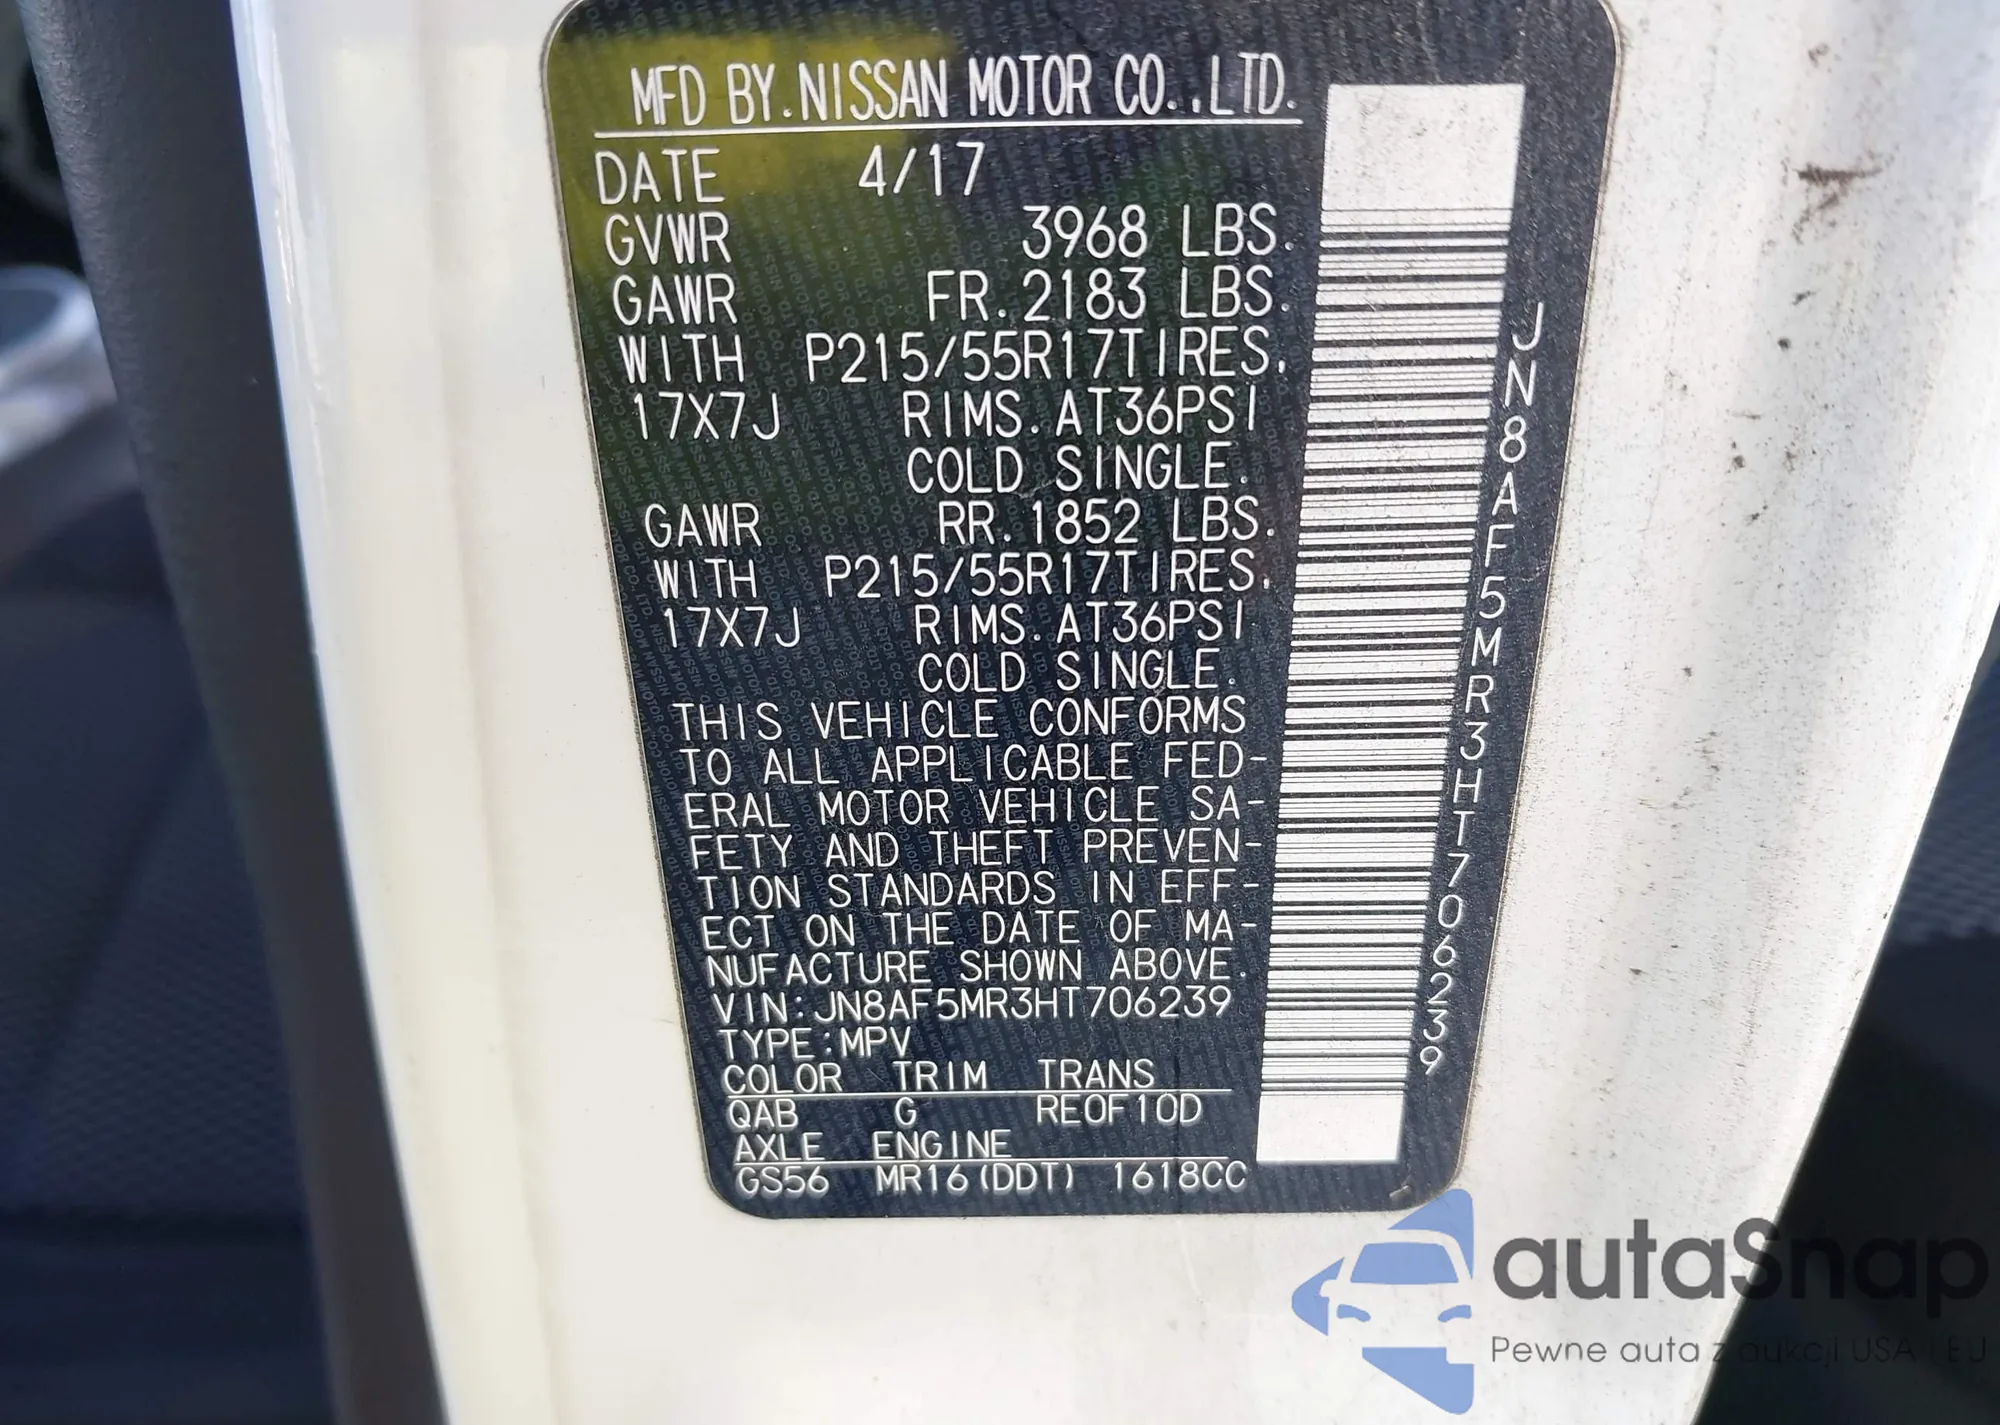 MFD BY.NISSAN MOTOR CO.,LTD.
DATE 4/17
GVWR 3968 LBS.
GAWR FR.2183 LBS.
WITH P215/55R17TIRES,
17X7J RIMS.AT36PSI
COLD SINGLE.
GAWR RR.1852 LBS.
WITH P215/55R17TIRES,
17X7J RIMS.AT36PSI
COLD SINGLE.
THIS VEHICLE CONFORMS
TO ALL APPLICABLE FED-
ERAL MOTOR VEHICLE SA-
FETY AND THEFT PREVEN-
TION STANDARDS IN EFF-
ECT ON THE DATE OF MA-
NUFACTURE SHOWN ABOVE.
VIN:JN8AF5MR3HT706239
TYPE:MPV
COLOR TRIM TRANS
QAB G RE0F10D
AXLE ENGINE
GS56 MR16(DDT) 1618CC
JN8AF5MR3HT706239
autaSnap
Pewne auta z aukcji USA i EU